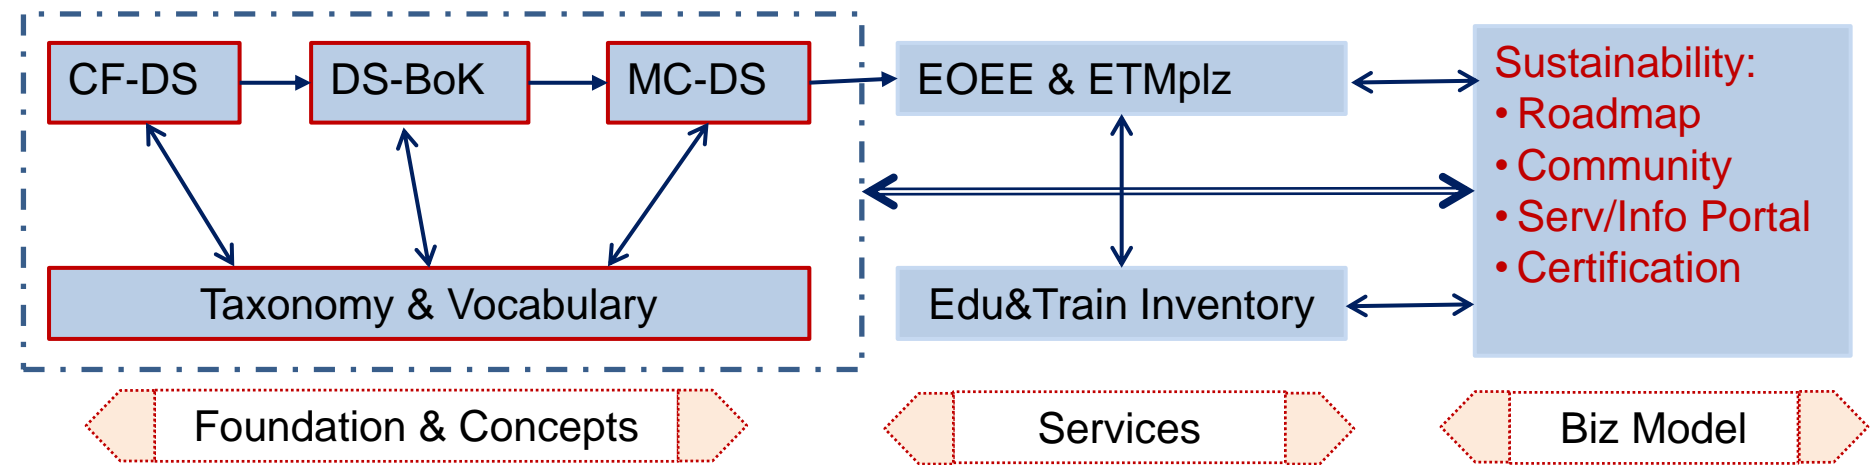 CF-DS
DS-BoK
MC-DS
EOEE & ETMplz
Sustainability:
• Roadmap
• Community
• Serv/Info Portal
• Certification
Taxonomy & Vocabulary
Edu&Train Inventory
Foundation & Concepts
Services
Biz Model